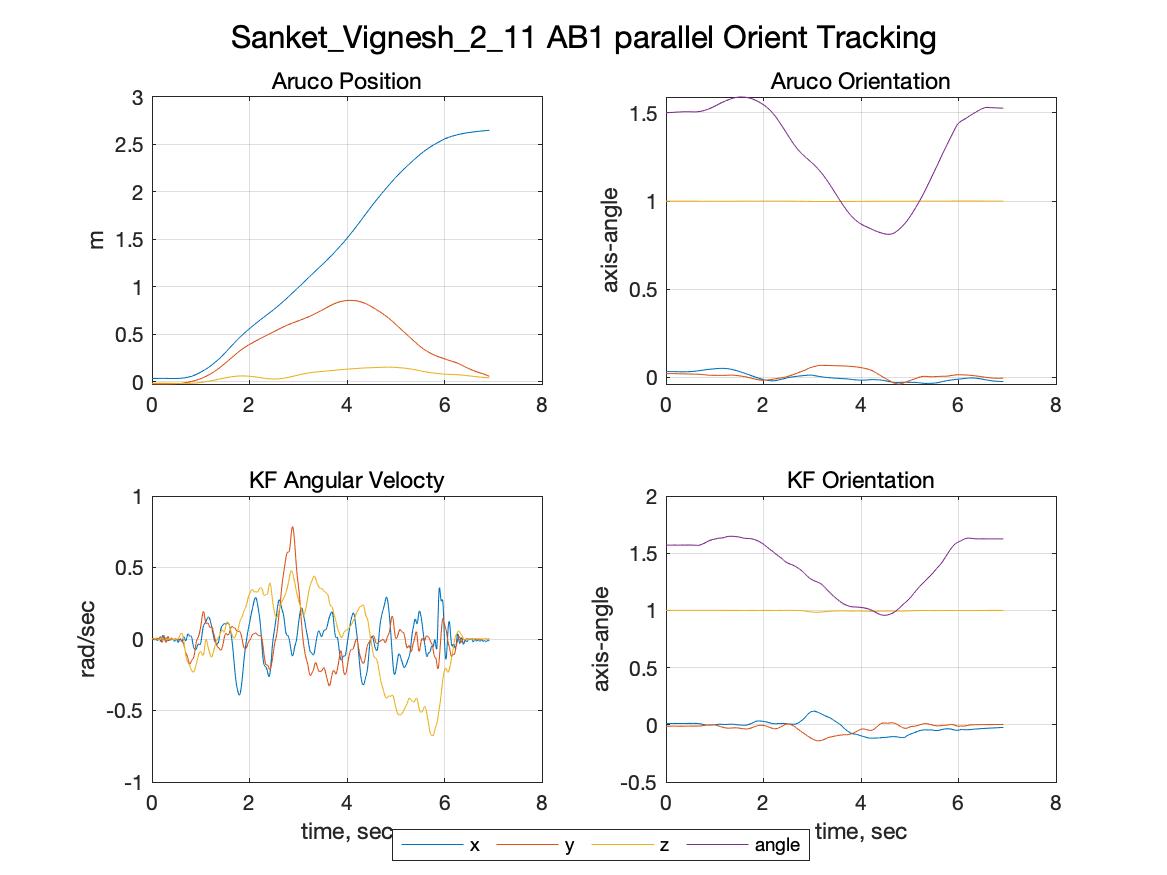 Sanket_Vignesh_2_11 AB1 parallel Orient Tracking
Aruco Position
3
2.5
2
1.5
1
0.5
0
m
0 2 4 6 8
Aruco Orientation
1.5
1
0.5
0
axis-angle
0 2 4 6 8
KF Angular Velocty
1
0.5
0
-0.5
-1
rad/sec
0 2 4 6 8
time, sec
KF Orientation
2
1.5
1
0.5
0
-0.5
axis-angle
0 2 4 6 8
time, sec
x y z angle